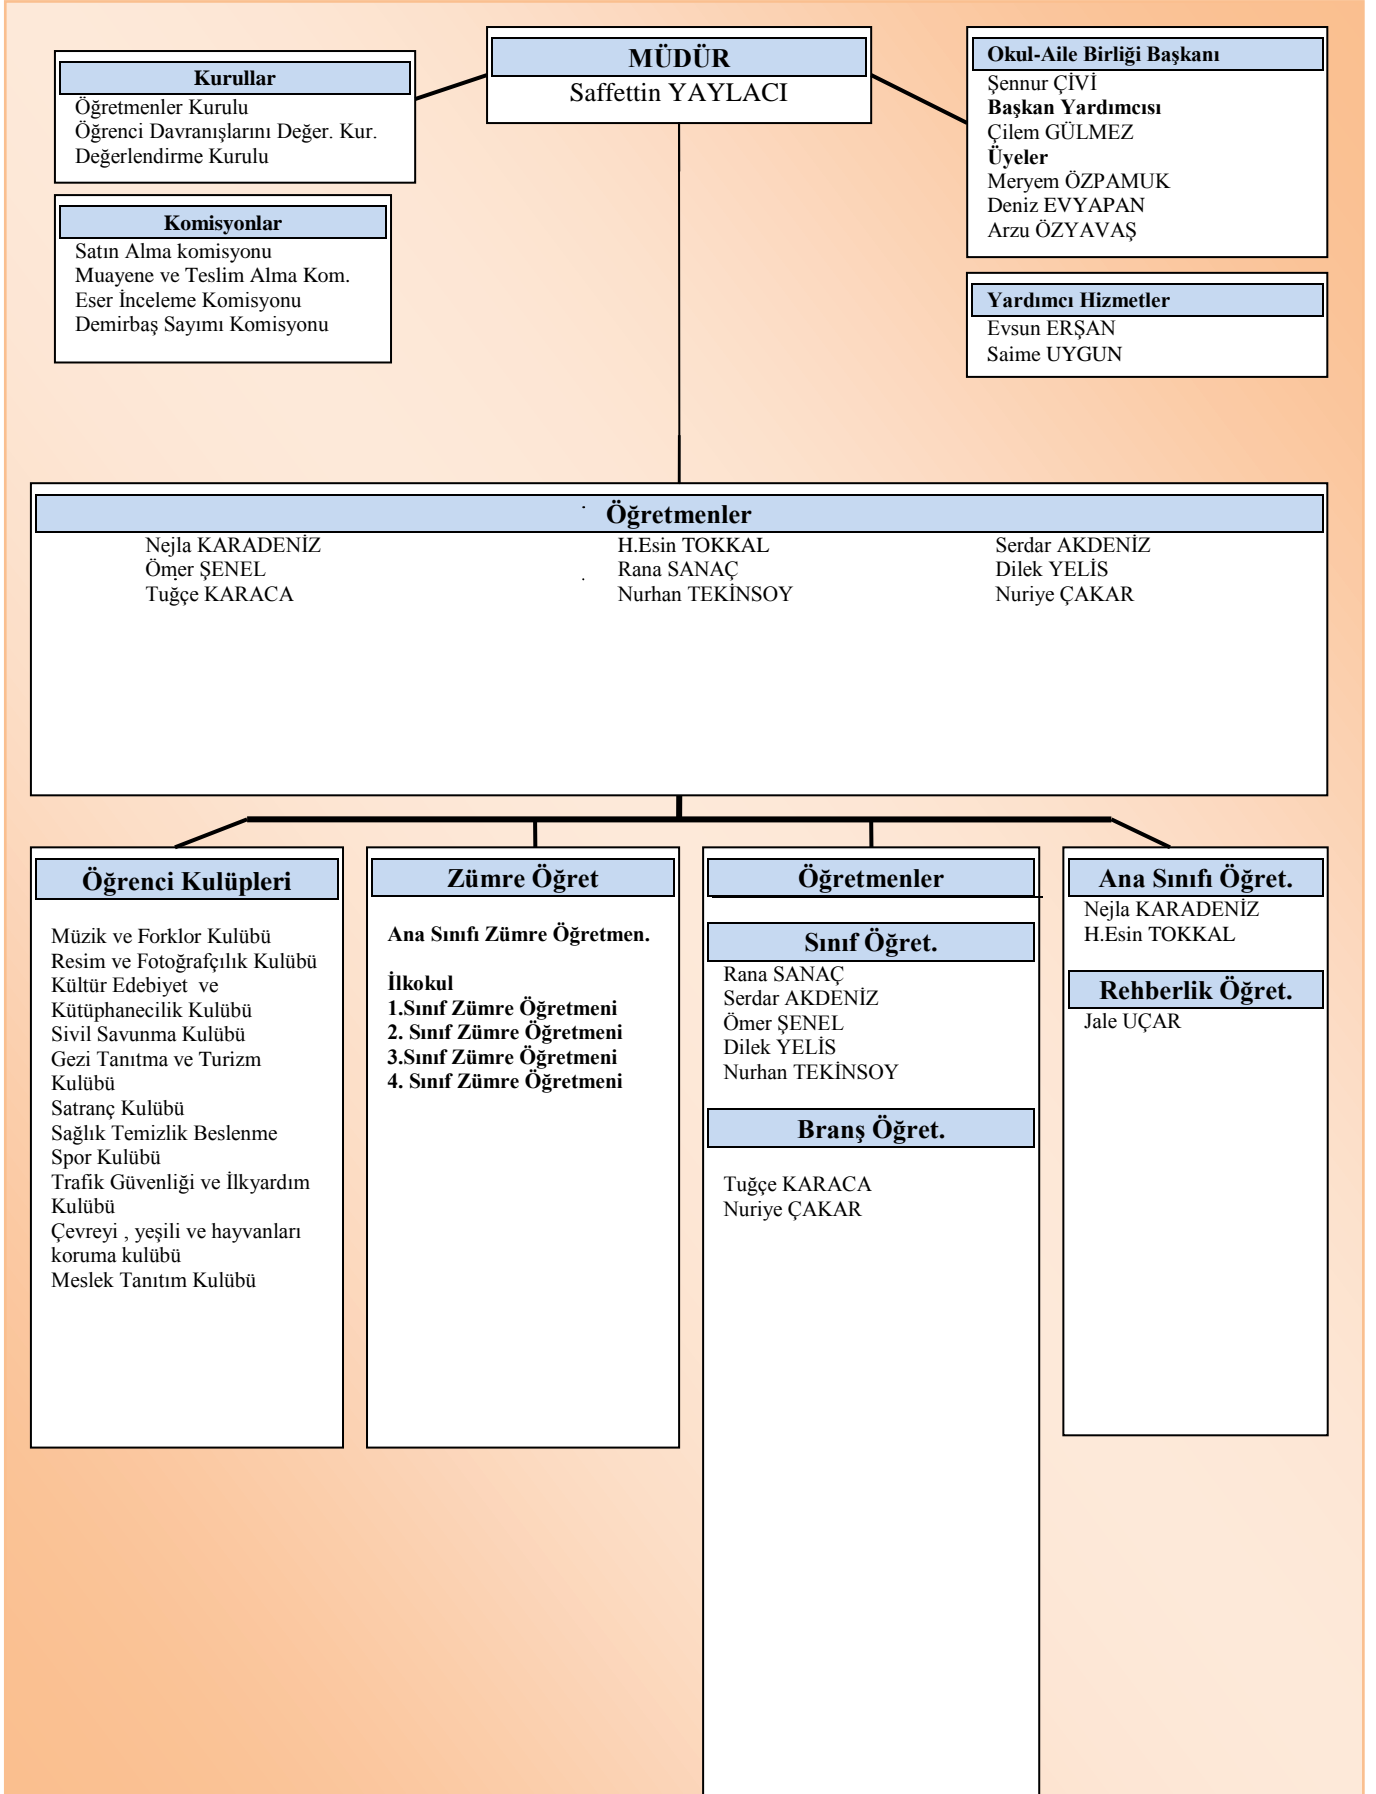 MÜDÜR
Saffettin YAYLACI
Kurullar
Öğretmenler Kurulu
Öğrenci Davranışlarını Değer. Kur.
Değerlendirme Kurulu
Komisyonlar
Satın Alma komisyonu
Muayene ve Teslim Alma Kom.
Eser İnceleme Komisyonu
Demirbaş Sayımı Komisyonu
Okul-Aile Birliği Başkanı
Şennur ÇİVİ
Başkan Yardımcısı
Çilem GÜLMEZ
Üyeler
Meryem ÖZPAMUK
Deniz EVYAPAN
Arzu ÖZYAVAŞ
Yardımcı Hizmetler
Evsun ERŞAN
Saime UYGUN
Öğretmenler
Nejla KARADENİZ
Ömer ŞENEL
Tuğçe KARACA
H.Esin TOKKAL
Rana SANAÇ
Nurhan TEKİNSOY
Serdar AKDENİZ
Dilek YELİS
Nuriye ÇAKAR
Öğrenci Kulüpleri
Müzik ve Forklor Kulübü
Resim ve Fotoğrafçılık Kulübü
Kültür Edebiyet  ve
Kütüphanecilik Kulübü
Sivil Savunma Kulübü
Gezi Tanıtma ve Turizm
Kulübü
Satranç Kulübü
Sağlık Temizlik Beslenme
Spor Kulübü
Trafik Güvenliği ve İlkyardım
Kulübü
Çevreyi , yeşili ve hayvanları
koruma kulübü
Meslek Tanıtım Kulübü
Zümre Öğret
Ana Sınıfı Zümre Öğretmen.
İlkokul
1.Sınıf Zümre Öğretmeni
2. Sınıf Zümre Öğretmeni
3.Sınıf Zümre Öğretmeni
4. Sınıf Zümre Öğretmeni
Öğretmenler
Sınıf Öğret.
Rana SANAÇ
Serdar AKDENİZ
Ömer ŞENEL
Dilek YELİS
Nurhan TEKİNSOY
Branş Öğret.
Tuğçe KARACA
Nuriye ÇAKAR
Ana Sınıfı Öğret.
Nejla KARADENİZ
H.Esin TOKKAL
Rehberlik Öğret.
Jale UÇAR